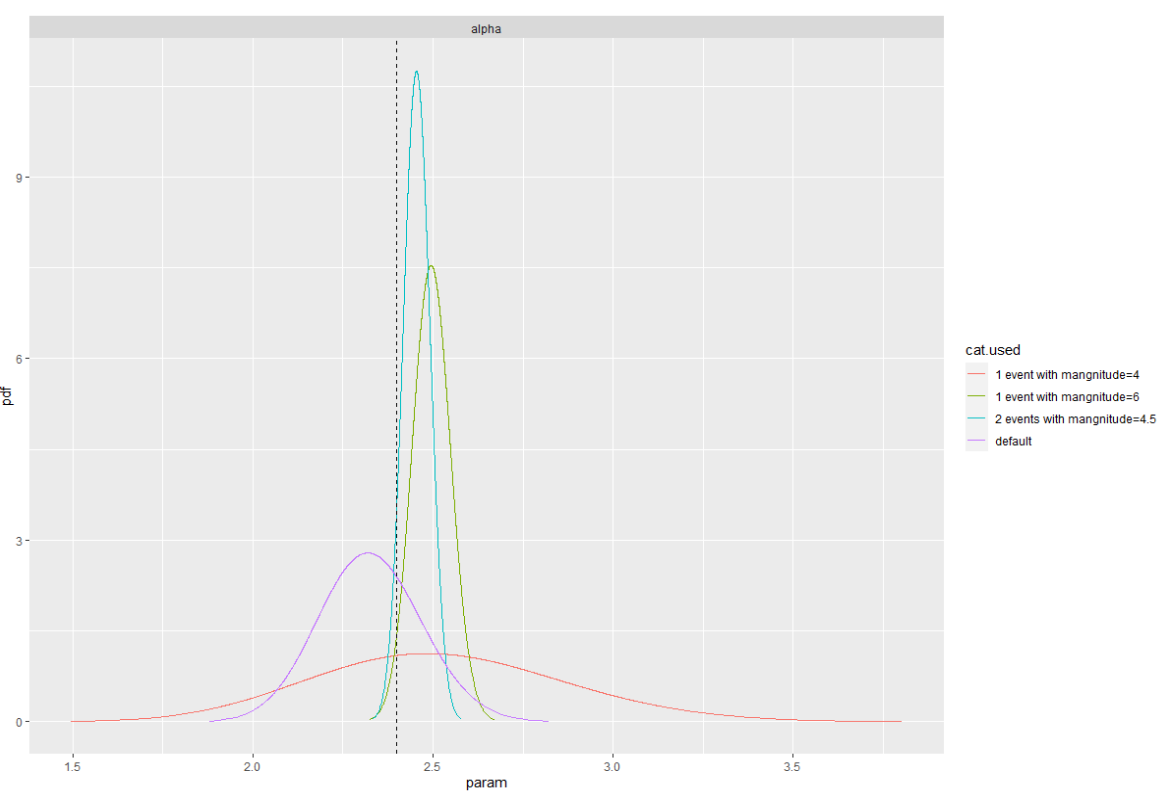 alpha
9
6
3
0
pdf
1.5 2.0 2.5 3.0 3.5
param
cat.used
1 event with mangnitude=4
1 event with mangnitude=6
2 events with mangnitude=4.5
default